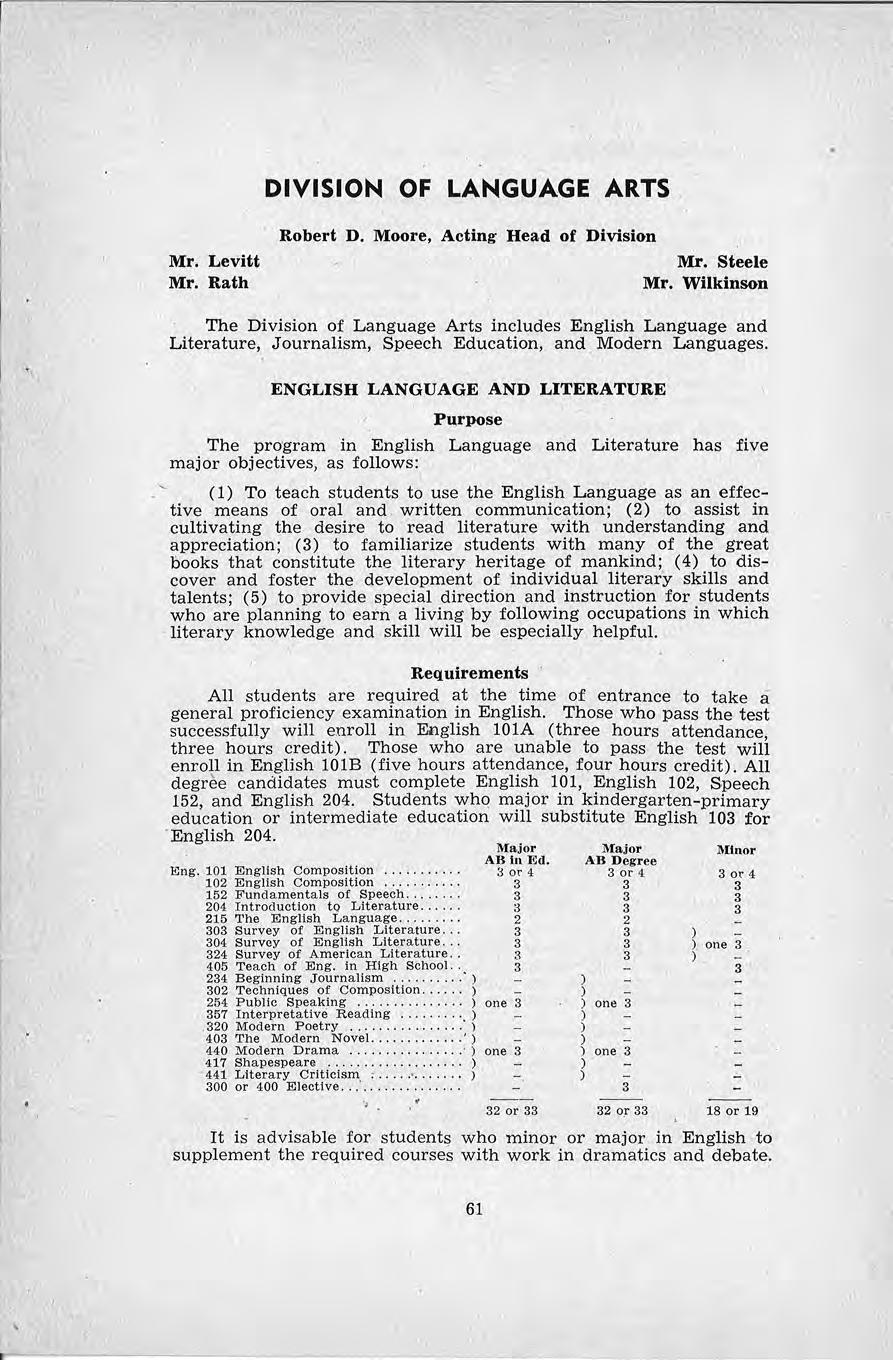 DIVISION OF LANGUAGE ARTS
Robert D. Moore, Acting Head of Division
Mr. Levitt Mr. Steele
Mr. Rath Mr. Wilkinson
The Division of Language Arts includes English Language and
Literature, Journalism, Speech Education, and Modern Languages.
ENGLISH LANGUAGE AND LITERATURE
Purpose
The program in English Language and Literature has five
major objectives, as follows:
(1) To teach students to use the English Language as an effec-
tive means of oral and written communication; (2) to assist in
cultivating the desire to read literature with understanding and
appreciation; (3) to familiarize students with many of the great
books that constitute the literary heritage of mankind; (4) to dis-
cover and foster the development of individual literary skills and
talents; (5) to provide special direction and instruction for students
who are planning to earn a living by following occupations in which
literary knowledge and skill will be especially helpful.
Requirements
All students are required at the time of entrance to take a
general proficiency examination in English. Those who pass the test
successfully will enroll in English 101A (three hours attendance,
three hours credit). Those who are unable to pass the test will
enroll in English 101B (five hours attendance, four hours credit). All
degree candidates must complete English 101, English 102, Speech
152, and English 204. Students who major in kindergarten-primary
education or intermediate education will substitute English 103 for
English 204.
Major Major Minor
AB in Ed. AB Degree
Eng. 101 English Composition ........... 3 or 4 3 or 4 3 or 4
102 English Composition ........... 3 3 3
152 Fundamentals of Speech........ 3 3 3
204 Introduction to Literature...... 3 3 3
215 The English Language......... 2 2 –
303 Survey of English Literature... 3 3 ) –
304 Survey of English Literature... 3 3 ) one 3
324 Survey of American Literature.. 3 3 ) –
405 Teach of Eng. in High School.. 3 – 3
234 Beginning Journalism .......... ) – ) – –
302 Techniques of Composition...... ) – ) – –
254 Public Speaking ............... ) one 3 ) one 3 –
357 Interpretative Reading ......... ) – ) – –
320 Modern Poetry ................ ) – ) – –
403 The Modern Novel............. ) – ) – –
440 Modern Drama ................ ) one 3 ) one 3 –
417 Shapespeare ................... ) – ) – –
441 Literary Criticism ............. ) – ) – –
300 or 400 Elective................. – 3 –
32 or 33 32 or 33 18 or 19
It is advisable for students who minor or major in English to
supplement the required courses with work in dramatics and debate.
61